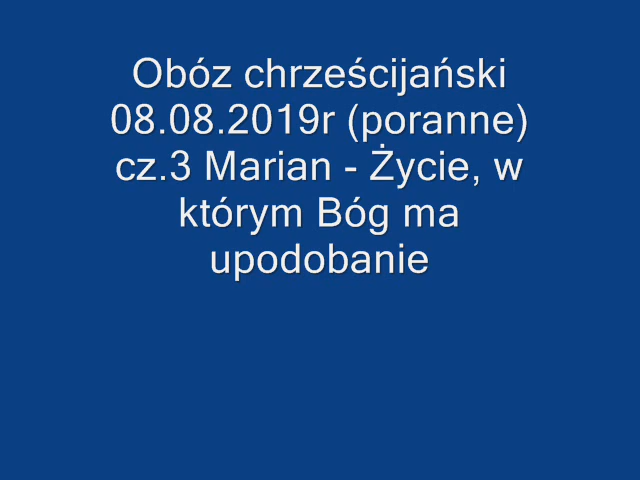 Obóz chrześcijański
08.08.2019r (poranne)
cz.3 Marian - Życie, w
którym Bóg ma
upodobanie